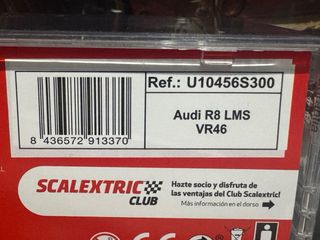 Ref.: U10456S300
Audi R8 LMS
VR46
8 436572 913370
SCALEXTRIC
CLUB
Hazte socio y disfruta de
las ventajas del Club Scalextric!
Más información en el dorso